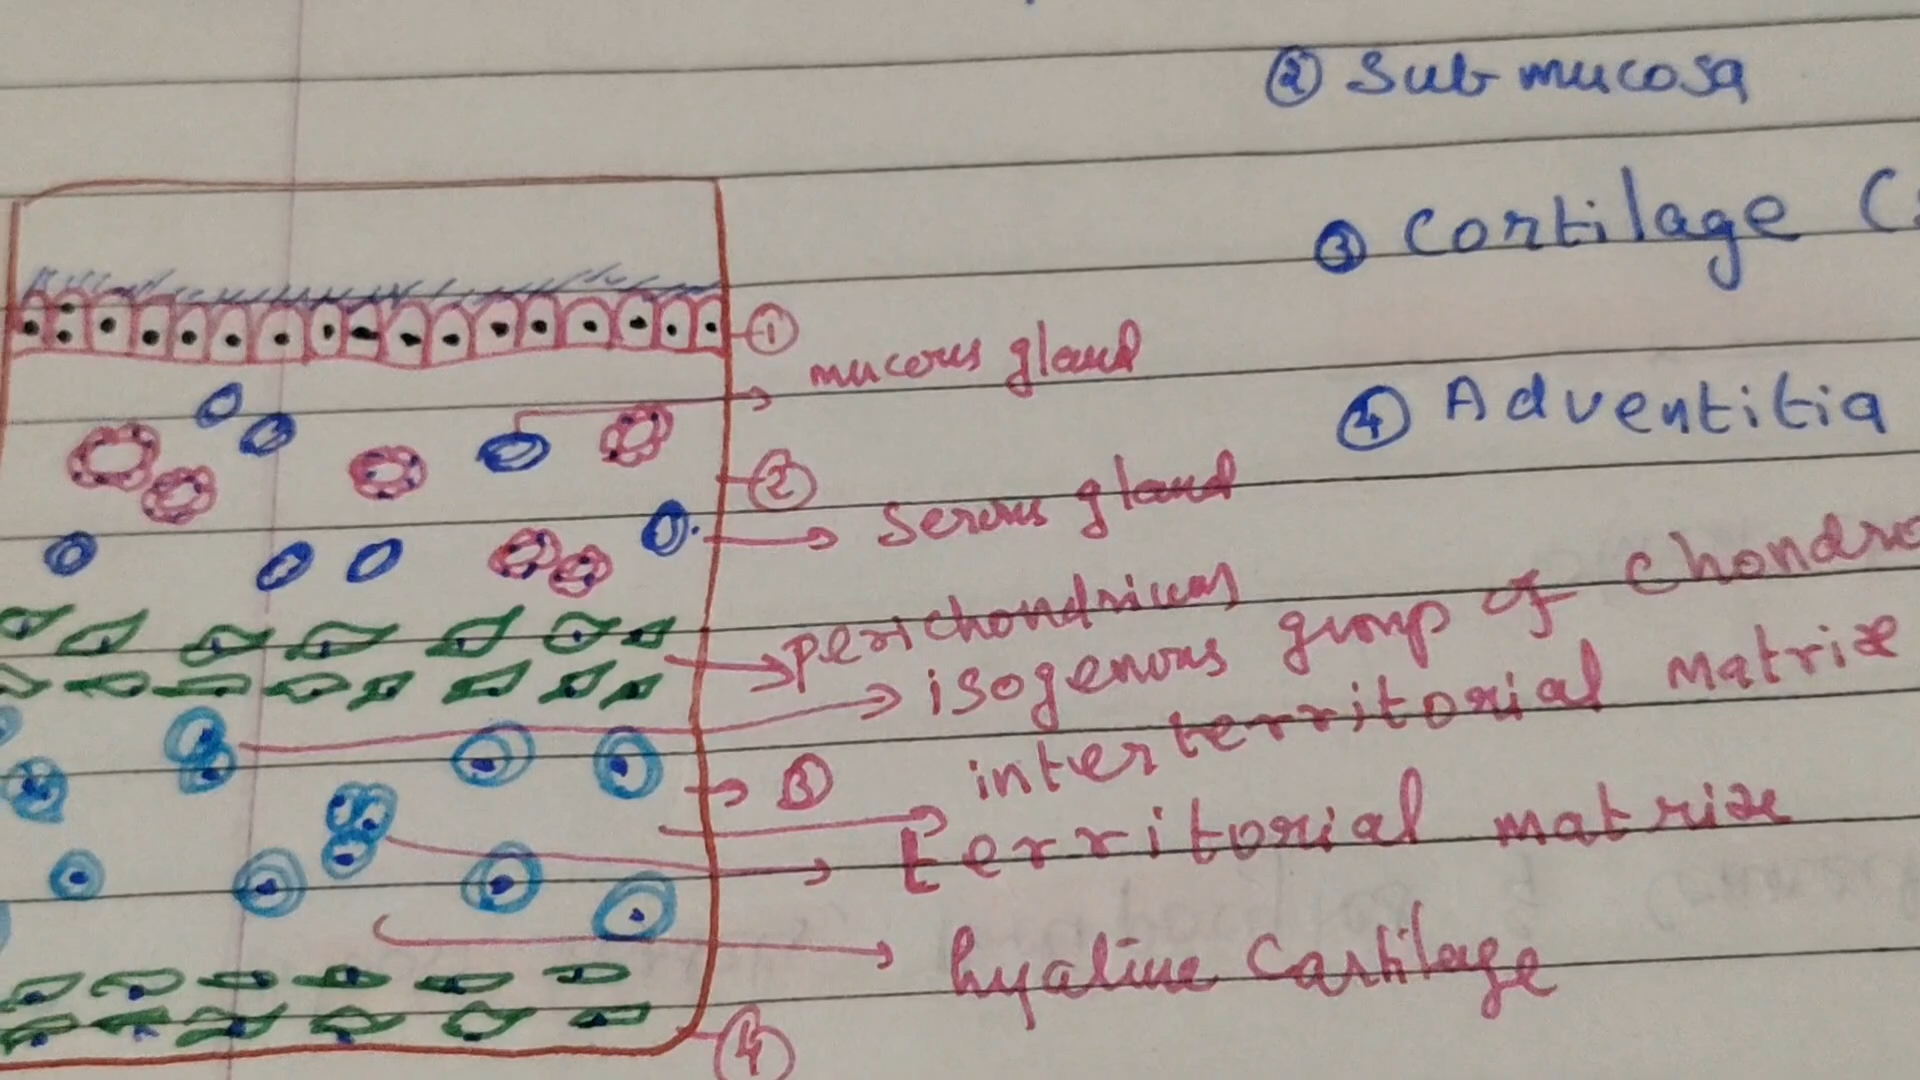 ② Sub mucosa
③ Cartilage C
④ Adventitia
①
mucous gland
②
Serous gland
perichondrium
isogenous group of chondro
interterritorial matrix
③
territorial matrix
hyaline cartilage
④